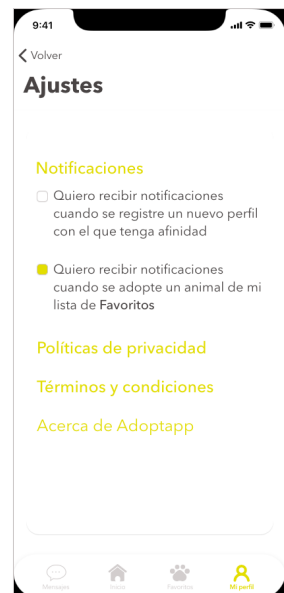 9:41
Volver
Ajustes
Notificaciones
Quiero recibir notificaciones
cuando se registre un nuevo perfil
con el que tenga afinidad
Quiero recibir notificaciones
cuando se adopte un animal de mi
lista de Favoritos
Políticas de privacidad
Términos y condiciones
Acerca de Adoptapp
Mensajes
Inicio
Favoritos
Mi perfil